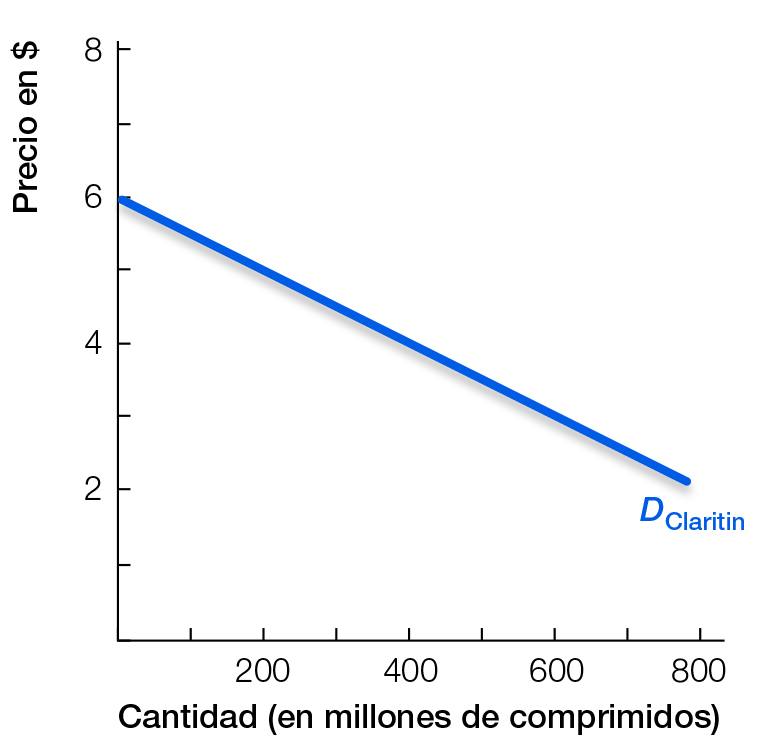 Precio en $
8
6
4
2
D Claritin
200 400 600 800
Cantidad (en millones de comprimidos)